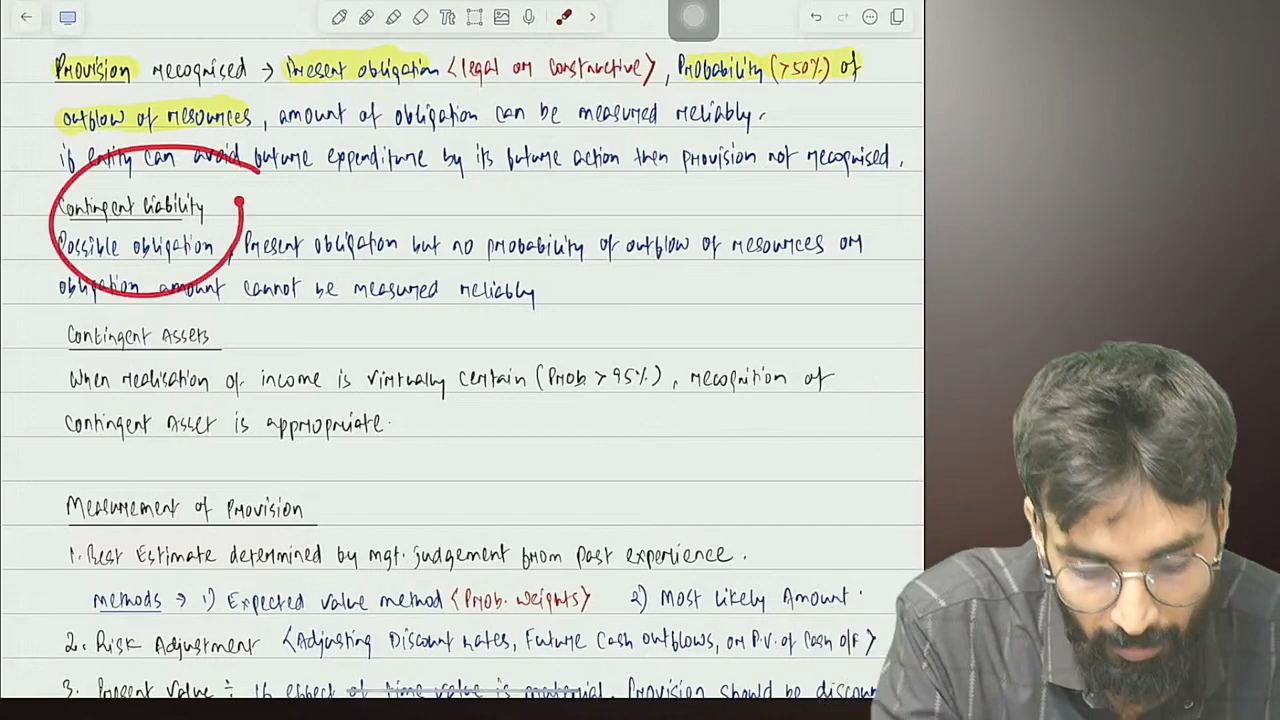 Provision recognised → Present obligation <legal or constructive>, Probability (>50%) of
outflow of resources, amount of obligation can be measured reliably.
if entity can avoid future expenditure by its future action then provision not recognised.
Contingent liability
Possible obligation, Present obligation but no probability of outflow of resources or
obligation amount cannot be measured reliably
Contingent Assets
When realisation of income is virtually certain (Prob. > 95%), recognition of
Contingent Asset is appropriate.
Measurement of Provision
1. Best Estimate determined by mgt. judgement from past experience.
Methods → 1) Expected value method <Prob. weights> 2) Most likely Amount.
2. Risk Adjustment <Adjusting Discount rates, Future Cash outflows, or P.V. of Cash o/f>
3. Present value ÷ if effect of time value is material, Provision should be discoun